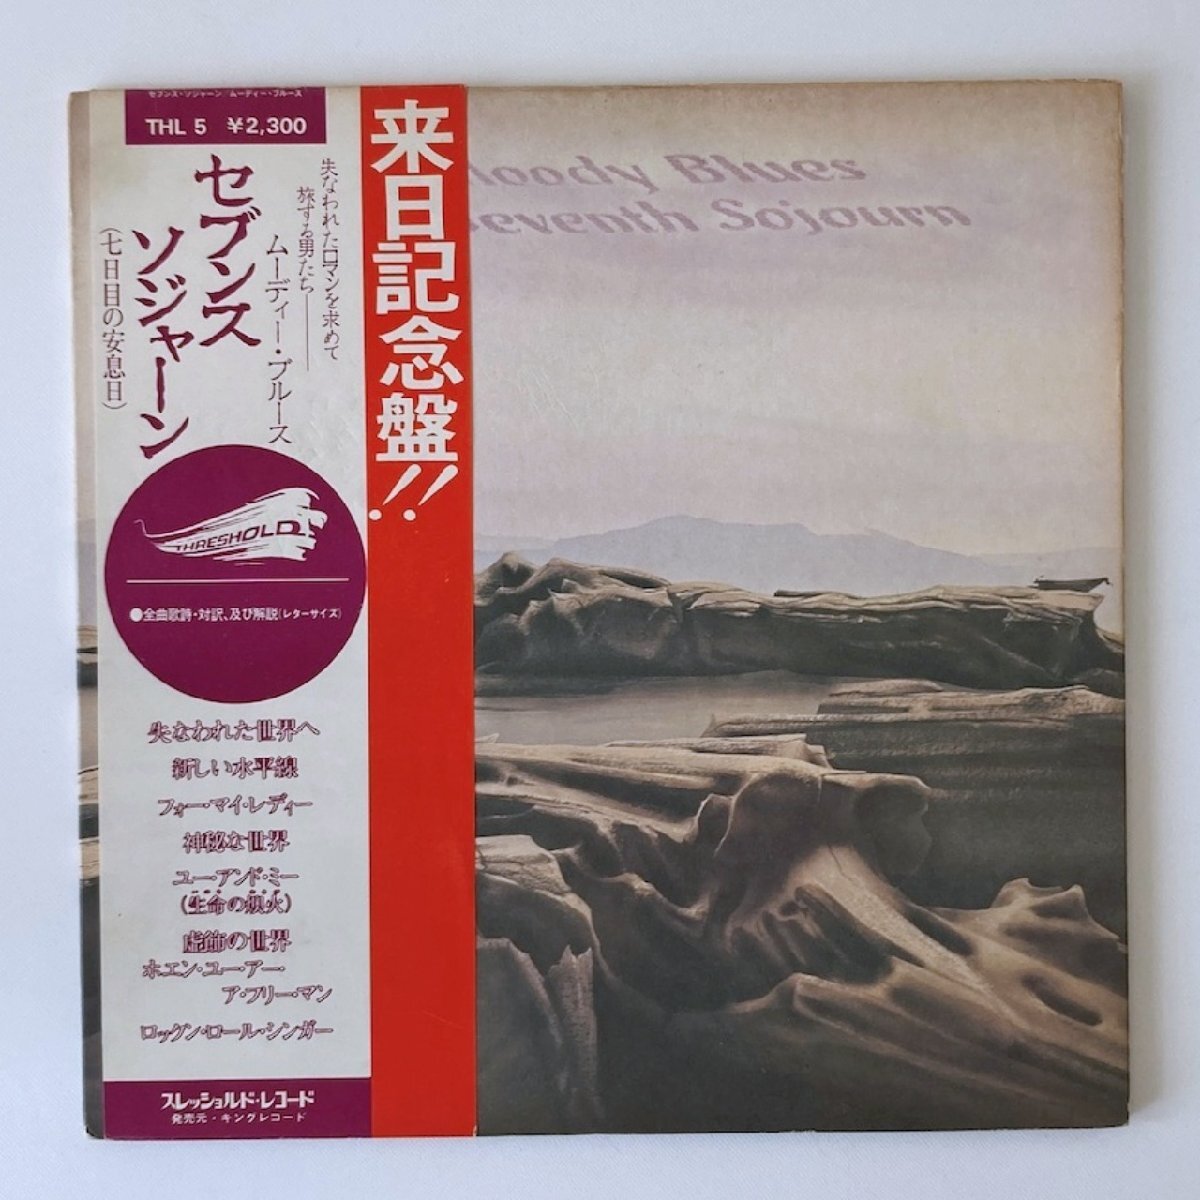 セブンス・ソジャーン／ムーディー・ブルース
THL 5 ¥2,300
来日記念盤!!
失なわれたロマンを求めて
旅する男たち――
ムーディー・ブルース
セブンス
ソジャーン
(七日目の安息日)
Moody Blues
Seventh Sojourn
THRESHOLD
●全曲歌詩・対訳、及び解説(レターサイズ)
失なわれた世界へ
新しい水平線
フォー・マイ・レディー
神秘な世界
ユー・アンド・ミー
(生命の煩火)
虚飾の世界
ホエン・ユー・アー・
ア・フリー・マン
ロックン・ロール・シンガー
スレッショルド・レコード
発売元・キングレコード